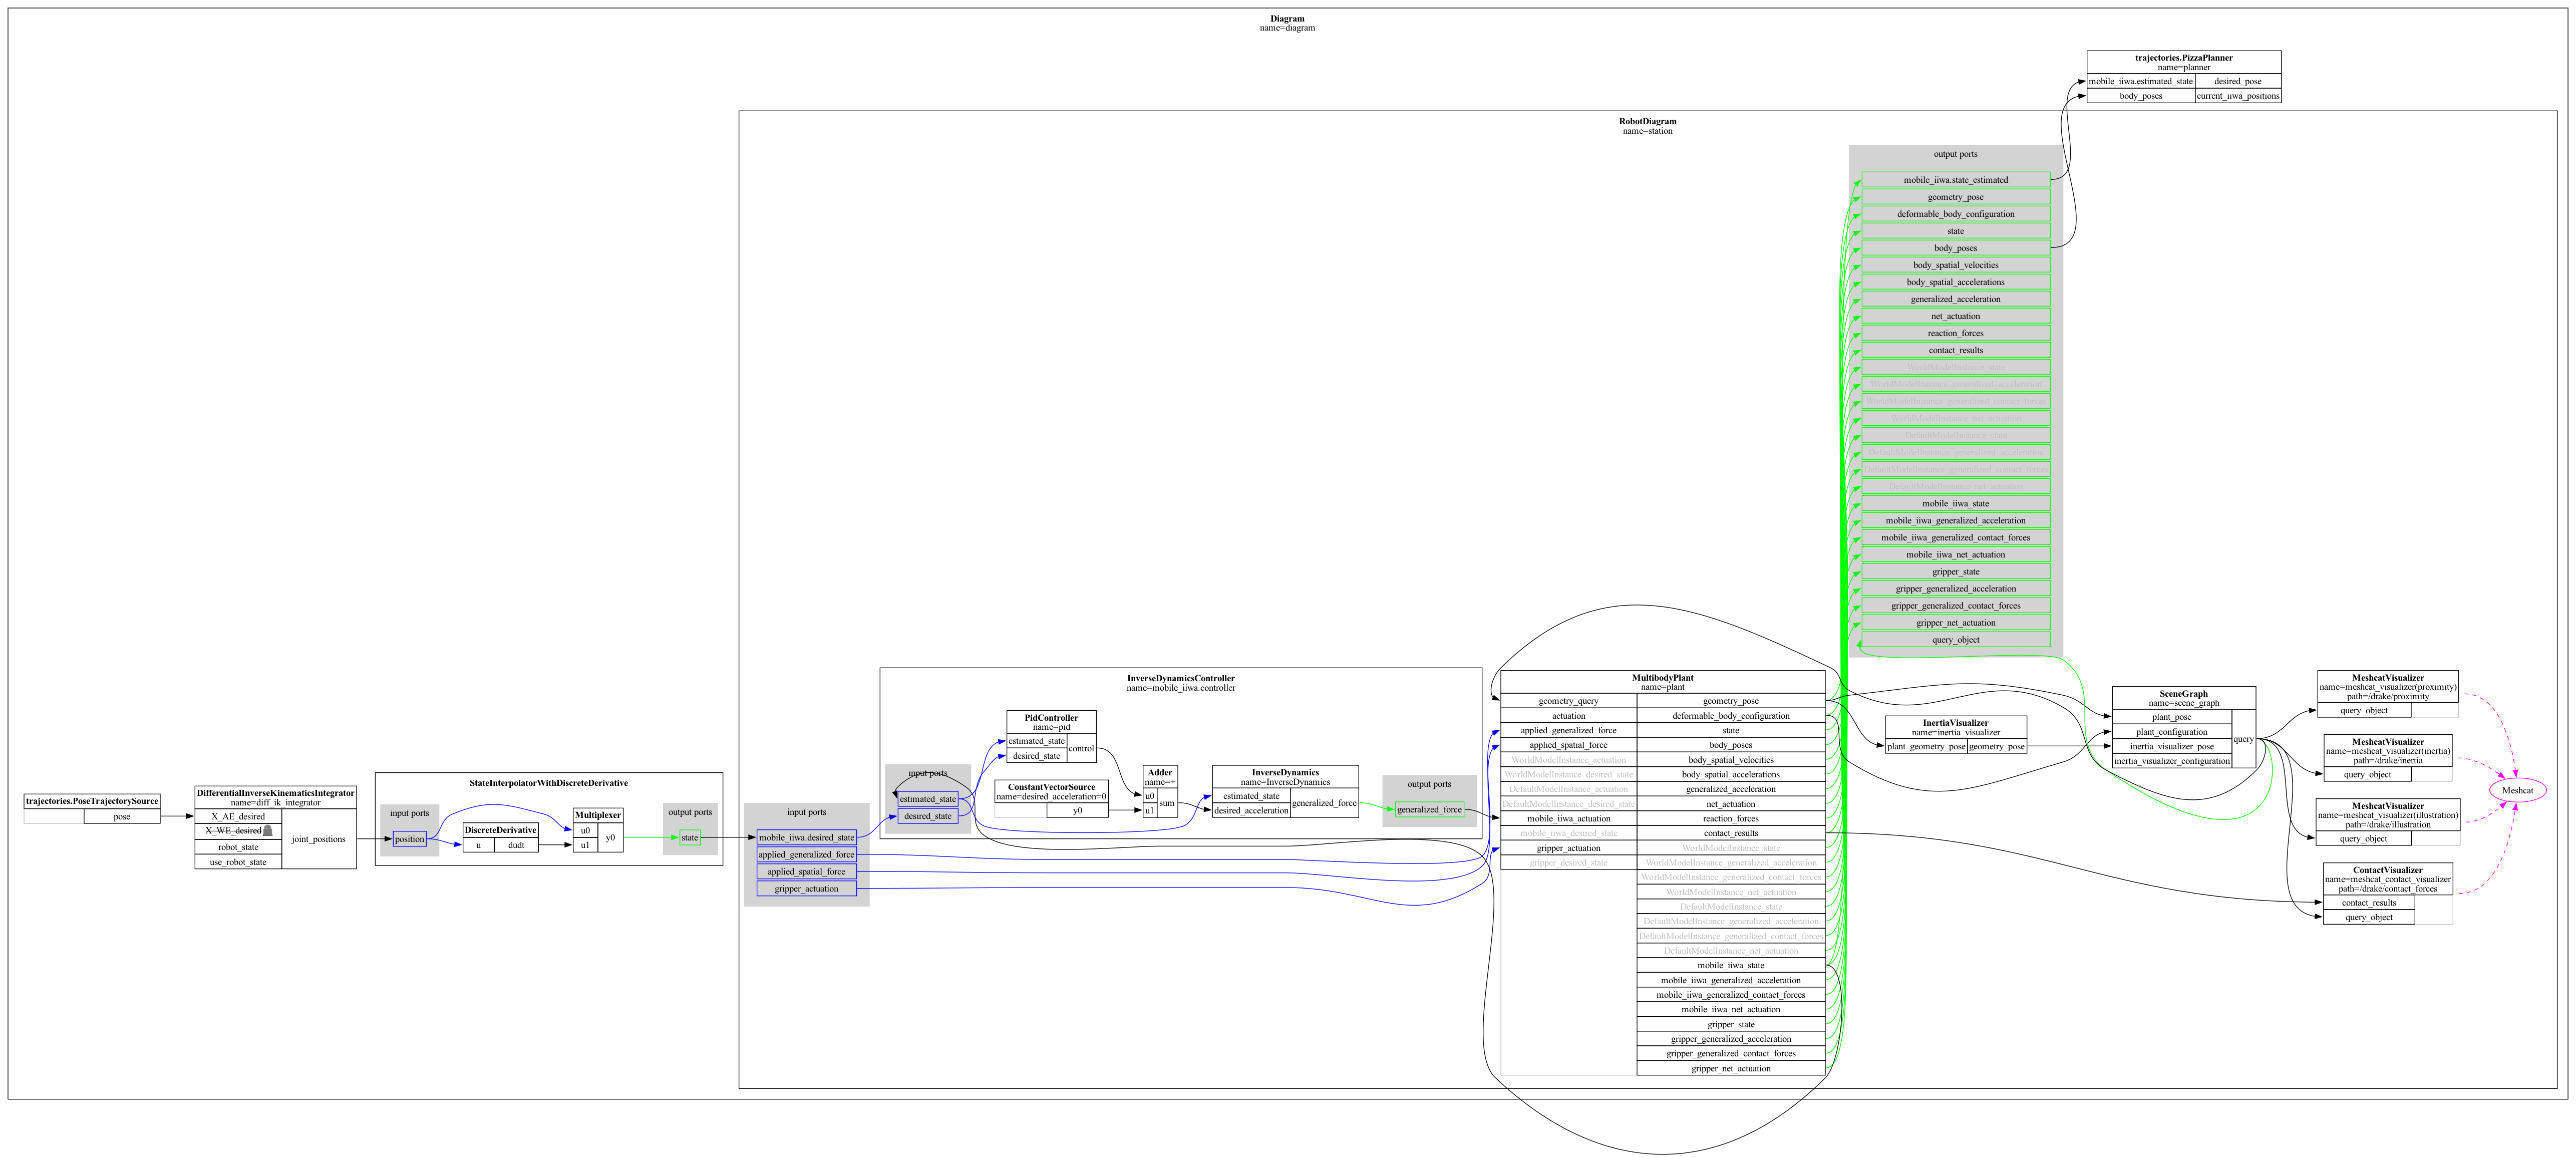 Diagram
name=diagram
trajectories.PizzaPlanner
name=planner
mobile_iiwa.estimated_state
desired_pose
body_poses
current_iiwa_positions
RobotDiagram
name=station
output ports
mobile_iiwa.state_estimated
geometry_pose
deformable_body_configuration
state
body_poses
body_spatial_velocities
body_spatial_accelerations
generalized_acceleration
net_actuation
reaction_forces
contact_results
WorldModelInstance_state
WorldModelInstance_generalized_acceleration
WorldModelInstance_generalized_contact_forces
WorldModelInstance_net_actuation
DefaultModelInstance_state
DefaultModelInstance_generalized_acceleration
DefaultModelInstance_generalized_contact_forces
DefaultModelInstance_net_actuation
mobile_iiwa_state
mobile_iiwa_generalized_acceleration
mobile_iiwa_generalized_contact_forces
mobile_iiwa_net_actuation
gripper_state
gripper_generalized_acceleration
gripper_generalized_contact_forces
gripper_net_actuation
query_object
trajectories.PoseTrajectorySource
pose
DifferentialInverseKinematicsIntegrator
name=diff_ik_integrator
X_AE_desired
X_WE_desired
robot_state
use_robot_state
joint_positions
StateInterpolatorWithDiscreteDerivative
input ports
position
DiscreteDerivative
u
dudt
Multiplexer
u0
u1
y0
output ports
state
input ports
mobile_iiwa.desired_state
applied_generalized_force
applied_spatial_force
gripper_actuation
InverseDynamicsController
name=mobile_iiwa.controller
input ports
estimated_state
desired_state
PidController
name=pid
estimated_state
desired_state
control
ConstantVectorSource
name=desired_acceleration=0
y0
Adder
name=+
u0
u1
sum
InverseDynamics
name=InverseDynamics
estimated_state
desired_acceleration
generalized_force
output ports
generalized_force
MultibodyPlant
name=plant
geometry_query
actuation
applied_generalized_force
applied_spatial_force
WorldModelInstance_actuation
WorldModelInstance_desired_state
DefaultModelInstance_actuation
DefaultModelInstance_desired_state
mobile_iiwa_actuation
mobile_iiwa_desired_state
gripper_actuation
gripper_desired_state
geometry_pose
deformable_body_configuration
state
body_poses
body_spatial_velocities
body_spatial_accelerations
generalized_acceleration
net_actuation
reaction_forces
contact_results
WorldModelInstance_state
WorldModelInstance_generalized_acceleration
WorldModelInstance_generalized_contact_forces
WorldModelInstance_net_actuation
DefaultModelInstance_state
DefaultModelInstance_generalized_acceleration
DefaultModelInstance_generalized_contact_forces
DefaultModelInstance_net_actuation
mobile_iiwa_state
mobile_iiwa_generalized_acceleration
mobile_iiwa_generalized_contact_forces
mobile_iiwa_net_actuation
gripper_state
gripper_generalized_acceleration
gripper_generalized_contact_forces
gripper_net_actuation
InertiaVisualizer
name=inertia_visualizer
plant_geometry_pose
geometry_pose
SceneGraph
name=scene_graph
plant_pose
plant_configuration
inertia_visualizer_pose
inertia_visualizer_configuration
query
MeshcatVisualizer
name=meshcat_visualizer(proximity)
path=/drake/proximity
query_object
MeshcatVisualizer
name=meshcat_visualizer(inertia)
path=/drake/inertia
query_object
MeshcatVisualizer
name=meshcat_visualizer(illustration)
path=/drake/illustration
query_object
ContactVisualizer
name=meshcat_contact_visualizer
path=/drake/contact_forces
contact_results
query_object
Meshcat